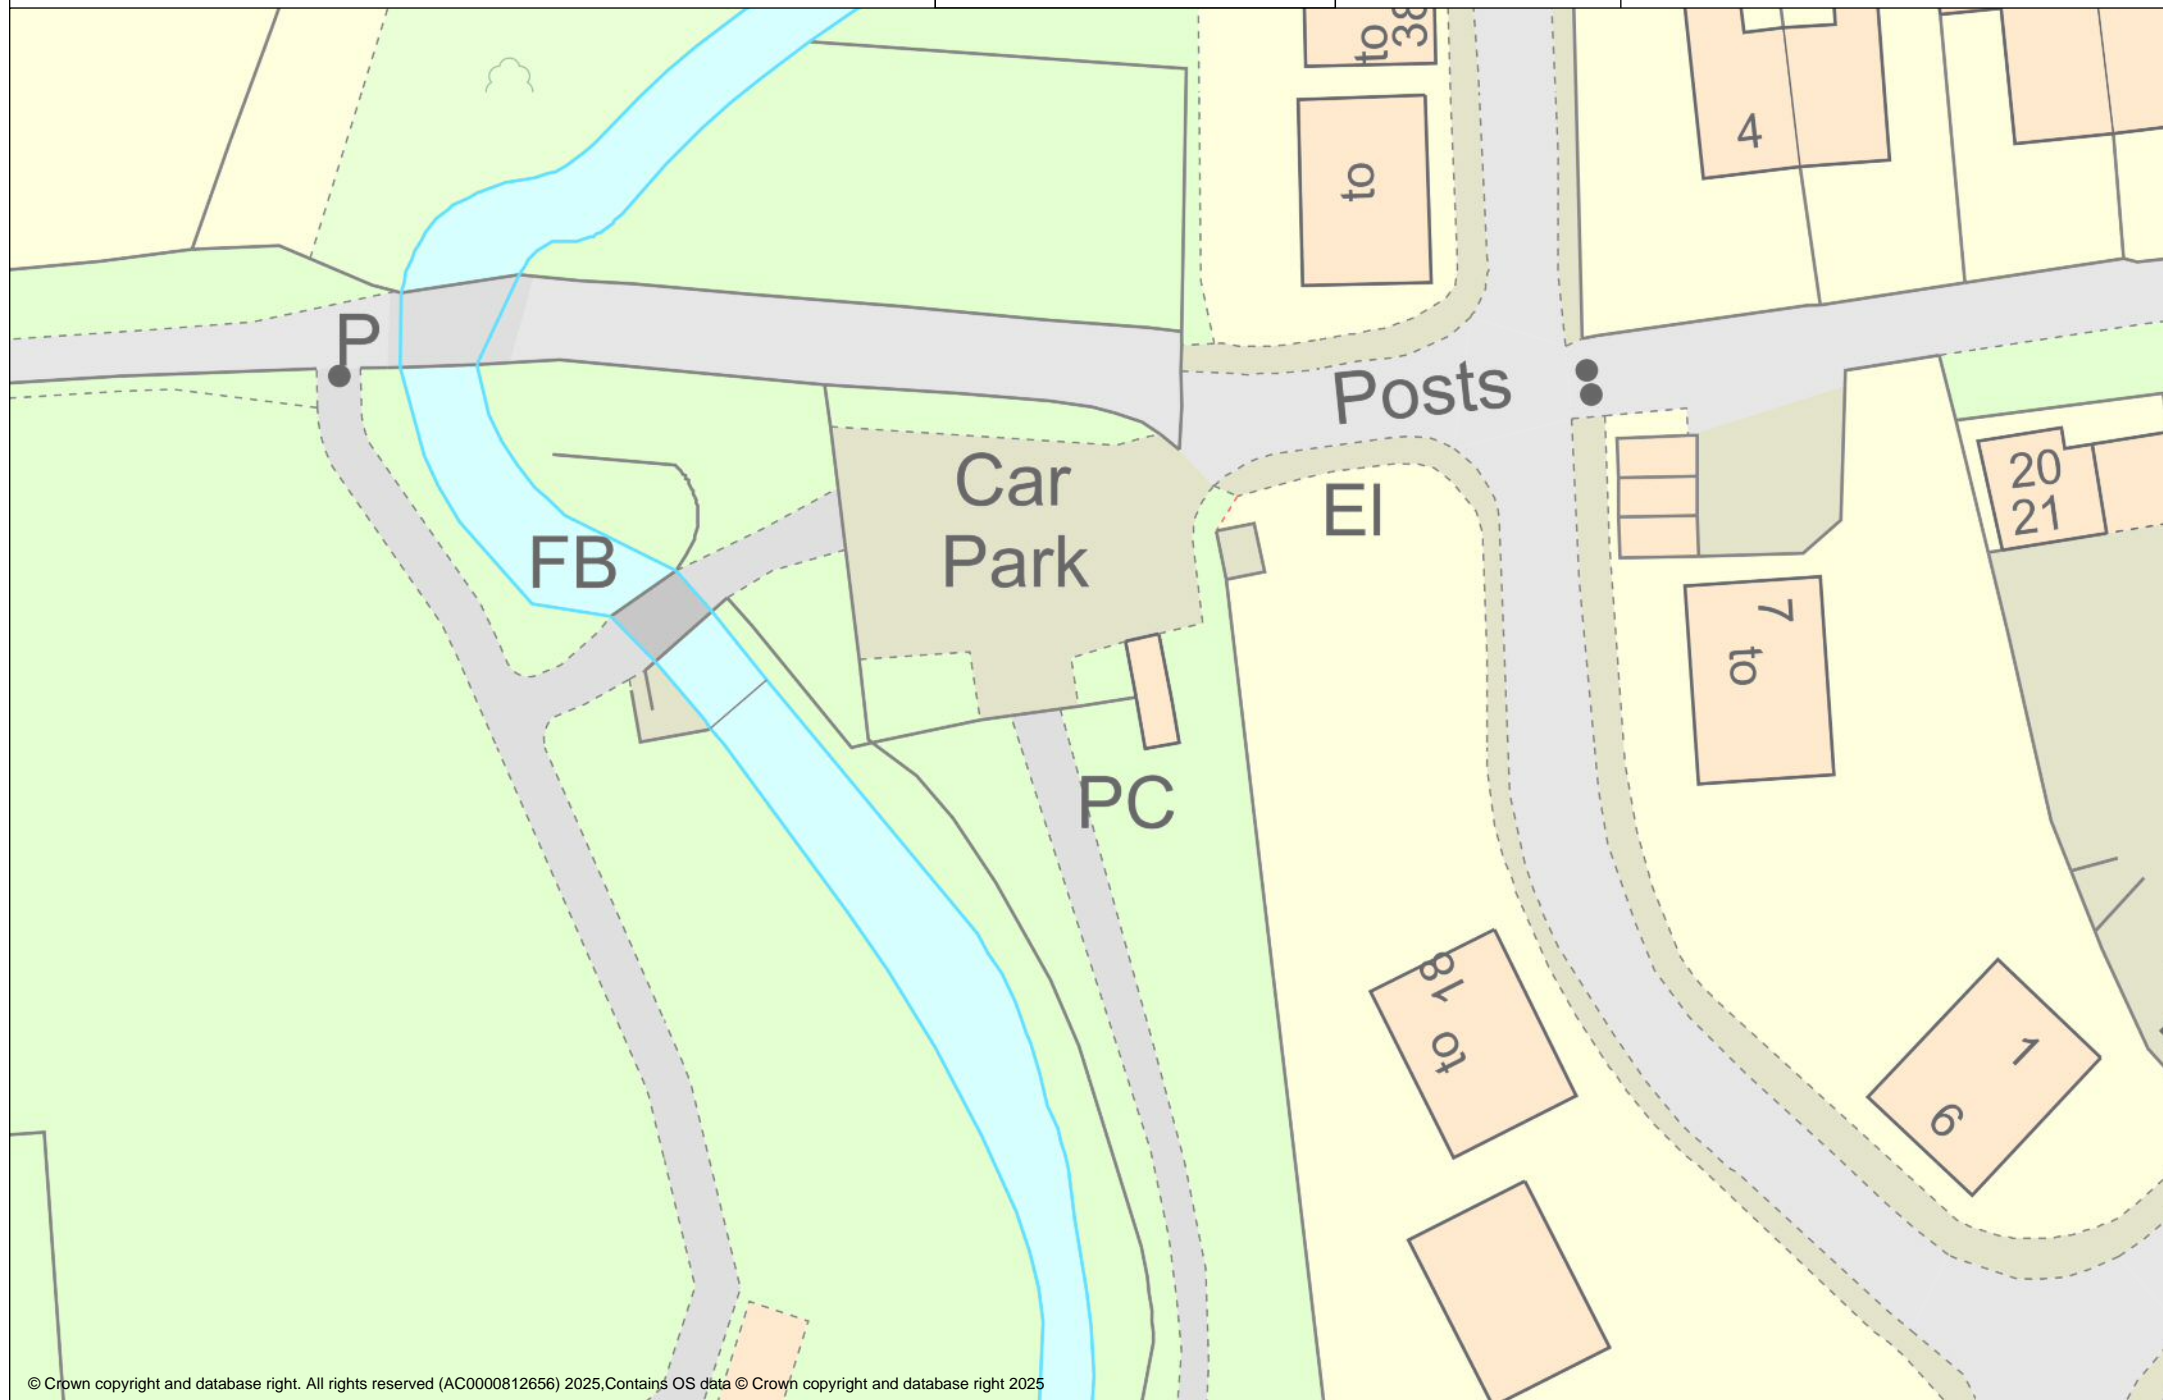 to
38
to
4
P
Posts
Car
Park
El
FB
20
21
7
to
PC
18
to
1
6
© Crown copyright and database right. All rights reserved (AC0000812656) 2025,Contains OS data © Crown copyright and database right 2025